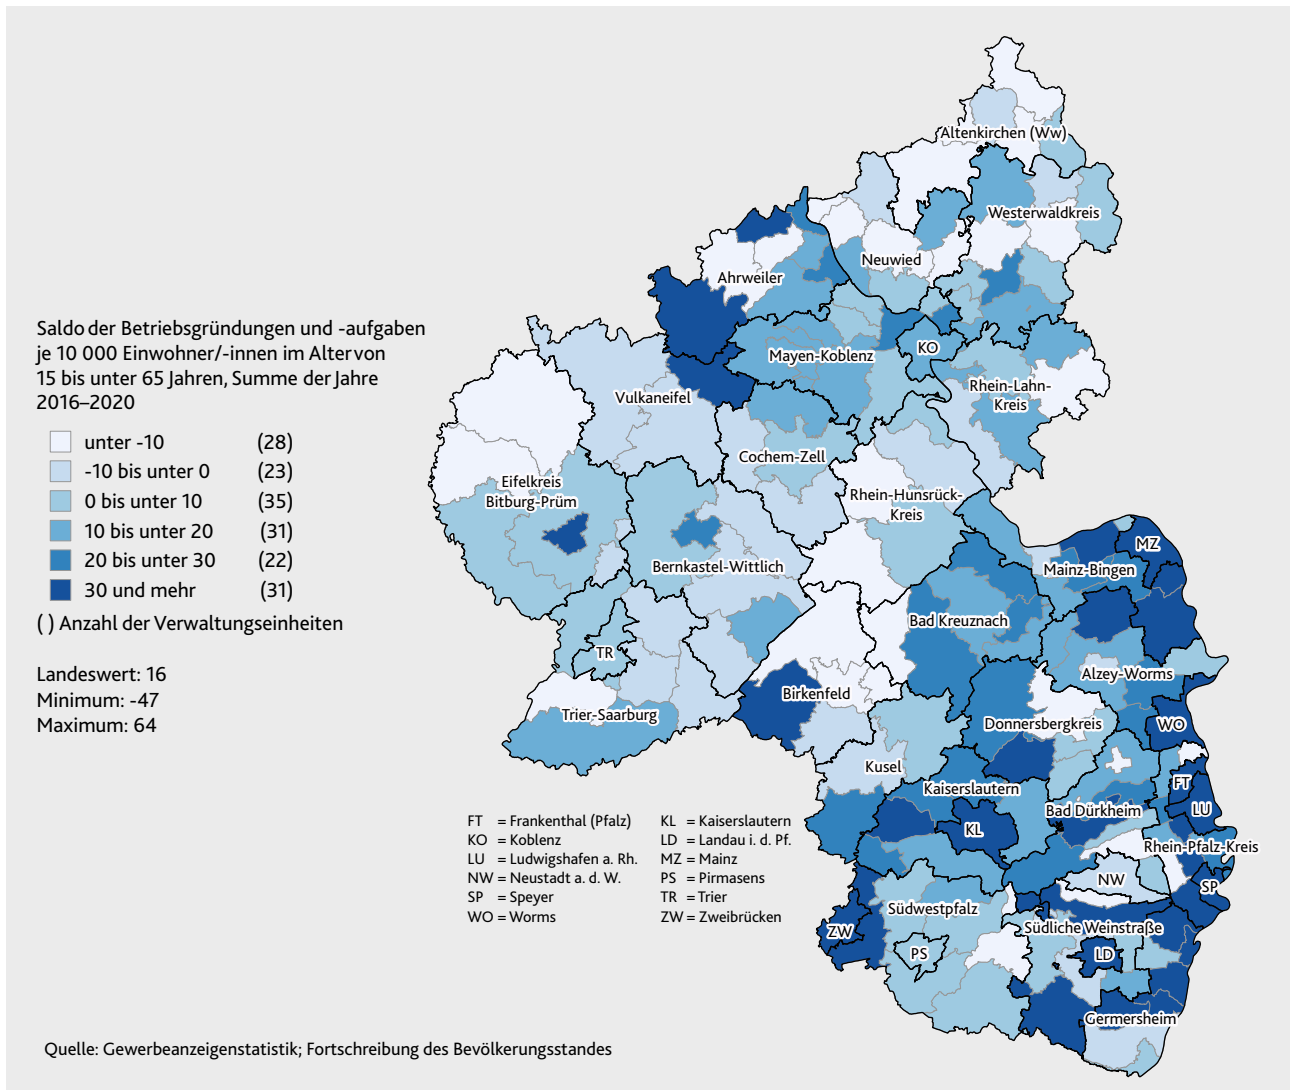 Saldo der Betriebsgründungen und -aufgaben
je 10 000 Einwohner/-innen im Alter von
15 bis unter 65 Jahren, Summe der Jahre
2016–2020
unter -10 (28)
-10 bis unter 0 (23)
0 bis unter 10 (35)
10 bis unter 20 (31)
20 bis unter 30 (22)
30 und mehr (31)
( ) Anzahl der Verwaltungseinheiten
Landeswert: 16
Minimum: -47
Maximum: 64
Altenkirchen (Ww)
Westerwaldkreis
Neuwied
Ahrweiler
KO
Mayen-Koblenz
Rhein-Lahn-
Kreis
Vulkaneifel
Cochem-Zell
Eifelkreis
Bitburg-Prüm
Rhein-Hunsrück-
Kreis
MZ
Mainz-Bingen
Bernkastel-Wittlich
Bad Kreuznach
TR
Alzey-Worms
Birkenfeld
Trier-Saarburg
Donnersbergkreis
WO
Kusel
FT
Kaiserslautern
LU
Bad Dürkheim
KL
Rhein-Pfalz-Kreis
NW
SP
Südwestpfalz
Südliche Weinstraße
ZW
PS
LD
Germersheim
FT = Frankenthal (Pfalz)
KO = Koblenz
LU = Ludwigshafen a. Rh.
NW = Neustadt a. d. W.
SP = Speyer
WO = Worms
KL = Kaiserslautern
LD = Landau i. d. Pf.
MZ = Mainz
PS = Pirmasens
TR = Trier
ZW = Zweibrücken
Quelle: Gewerbeanzeigenstatistik; Fortschreibung des Bevölkerungsstandes